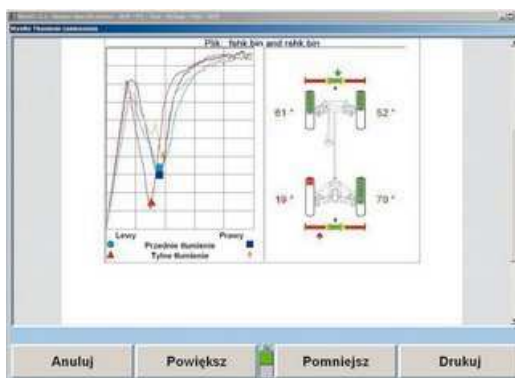 Plik: fshk.bin and rshk.bin
61 °
52 °
19 °
70 °
Lewy
Prawy
Przednie tłumienie
Tylne tłumienie
Anuluj
Powiększ
Pomniejsz
Drukuj